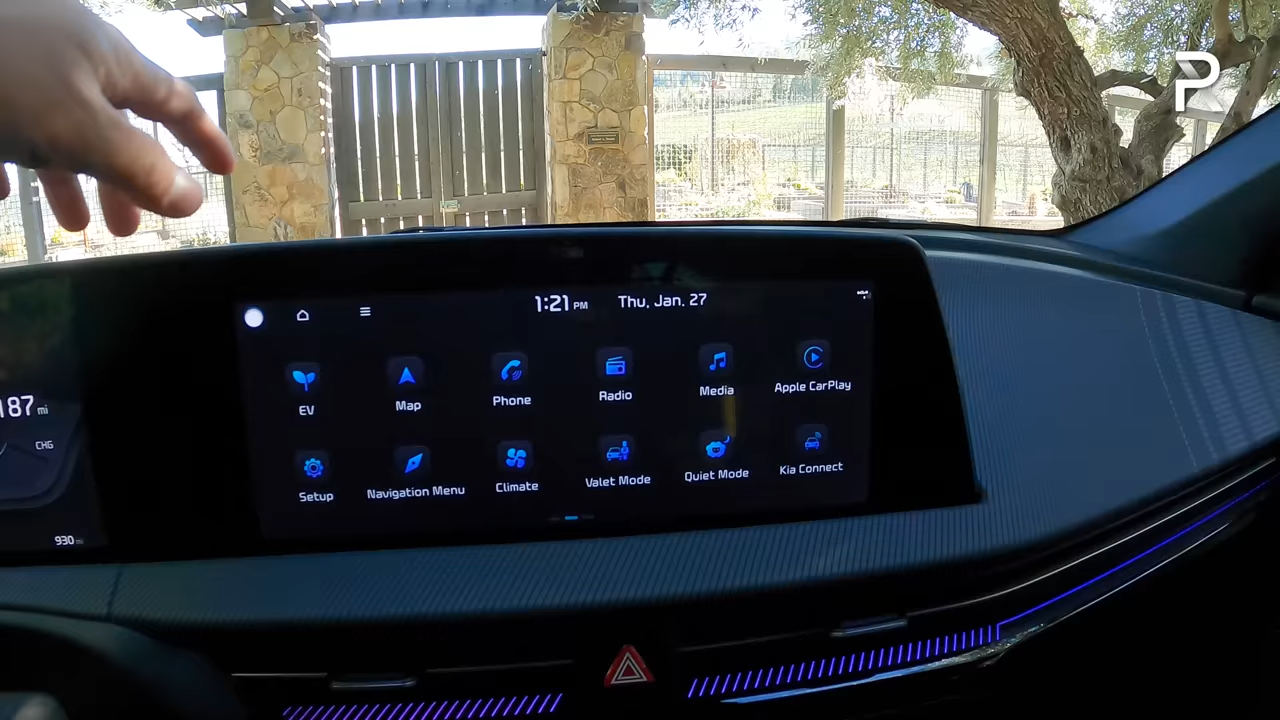 1:21 PM Thu, Jan. 27
EV
Map
Phone
Radio
Media
Apple CarPlay
Setup
Navigation Menu
Climate
Valet Mode
Quiet Mode
Kia Connect
187 mi
CHG
930 mi